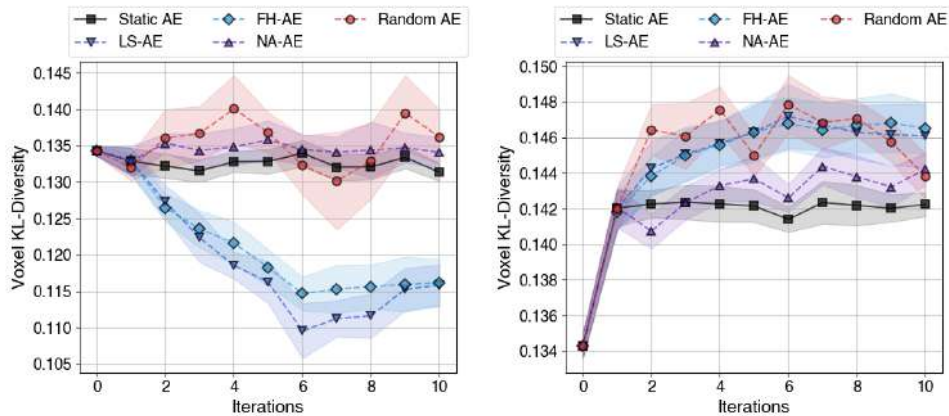 Static AE FH-AE Random AE
LS-AE NA-AE
0.145
0.140
0.135
0.130
0.125
0.120
0.115
0.110
0.105
Voxel KL-Diversity
0 2 4 6 8 10
Iterations
Static AE FH-AE Random AE
LS-AE NA-AE
0.150
0.148
0.146
0.144
0.142
0.140
0.138
0.136
0.134
Voxel KL-Diversity
0 2 4 6 8 10
Iterations